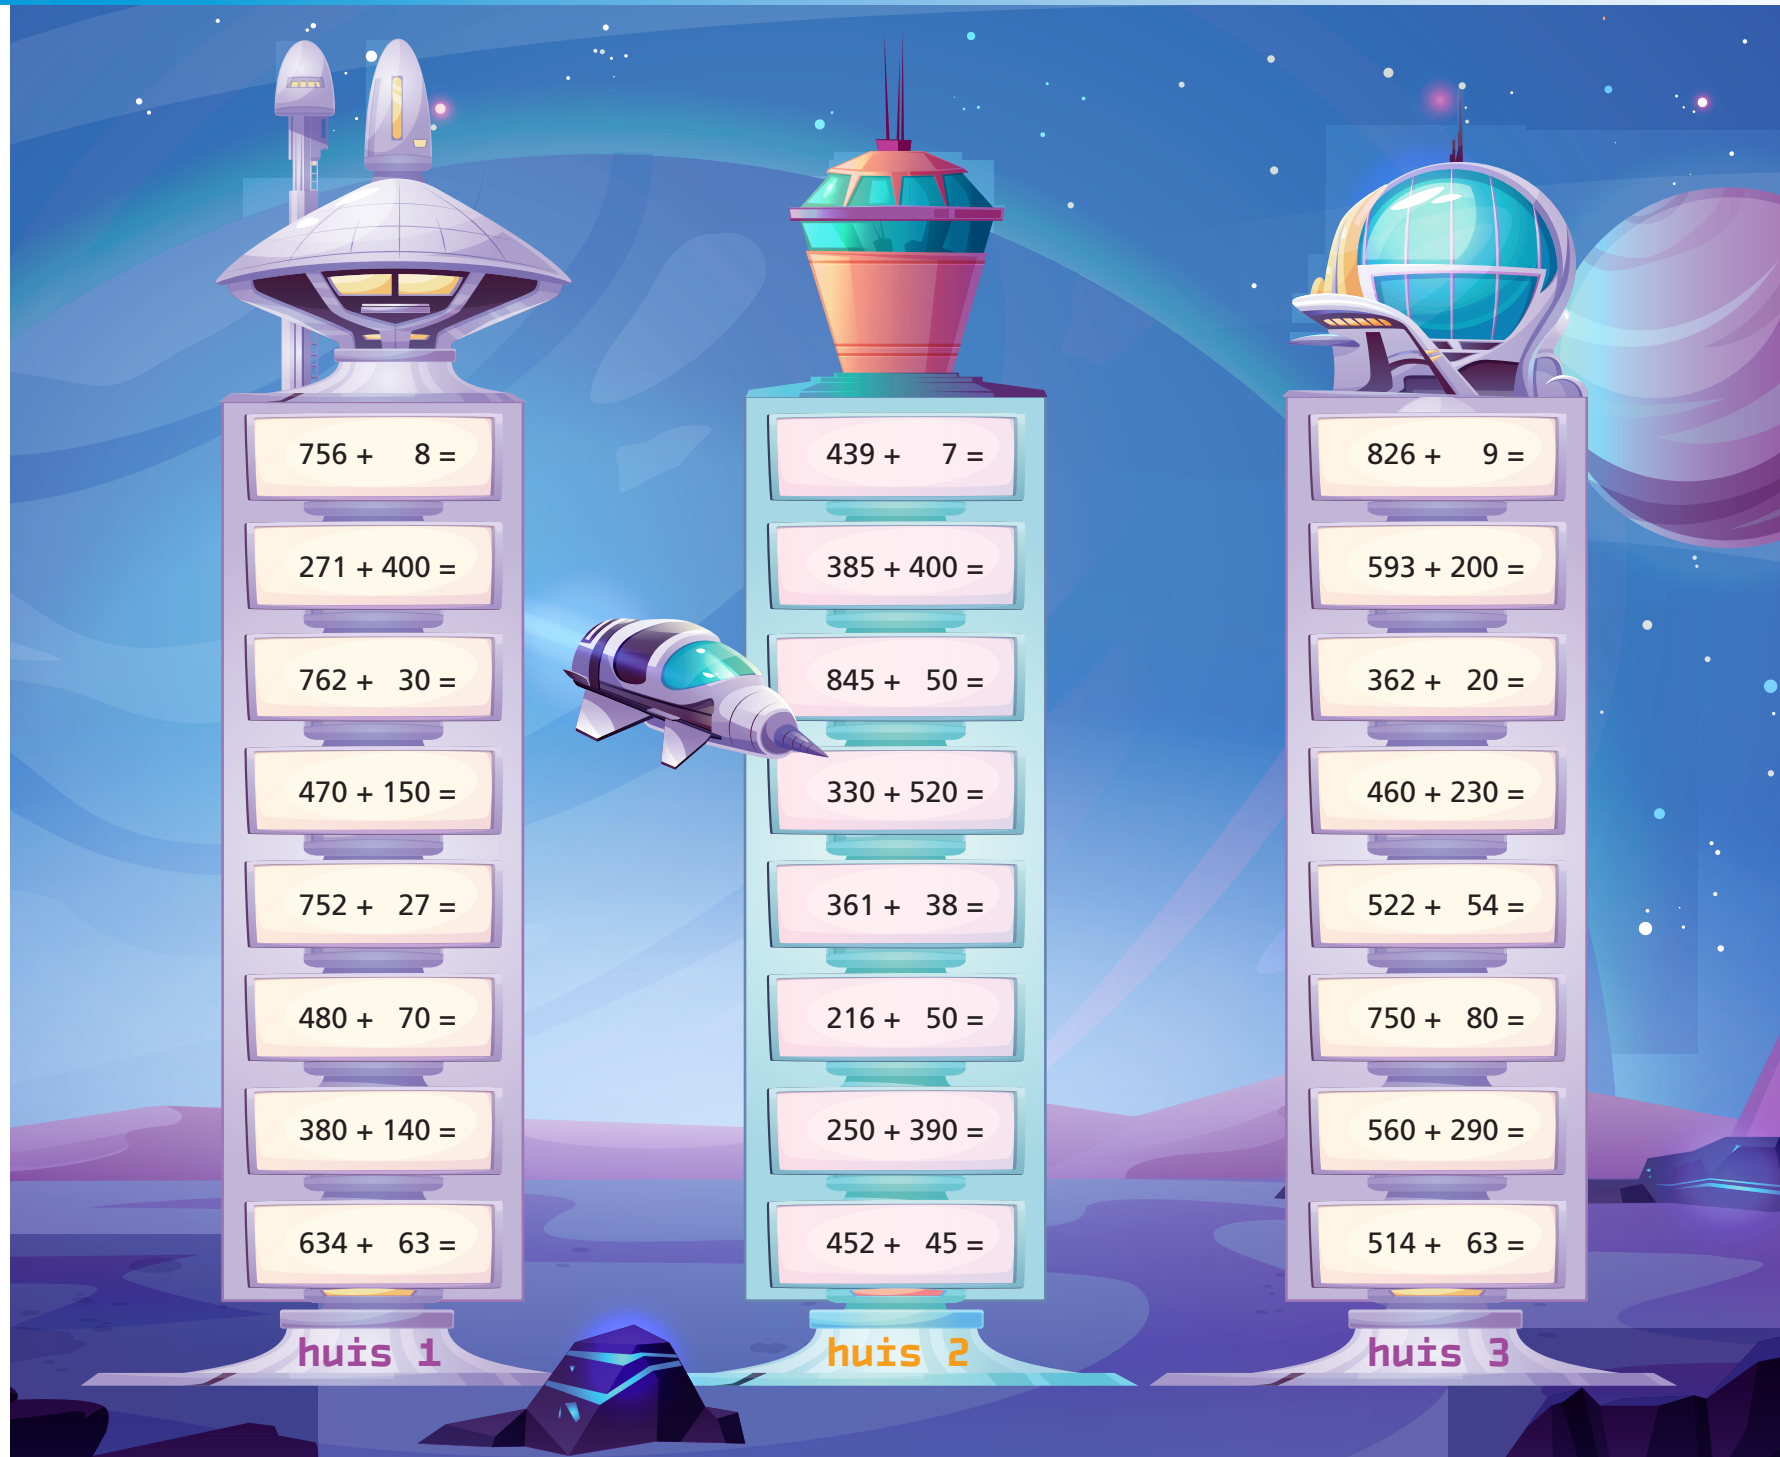 756 + 8 =
271 + 400 =
762 + 30 =
470 + 150 =
752 + 27 =
480 + 70 =
380 + 140 =
634 + 63 =
huis 1
439 + 7 =
385 + 400 =
845 + 50 =
330 + 520 =
361 + 38 =
216 + 50 =
250 + 390 =
452 + 45 =
huis 2
826 + 9 =
593 + 200 =
362 + 20 =
460 + 230 =
522 + 54 =
750 + 80 =
560 + 290 =
514 + 63 =
huis 3